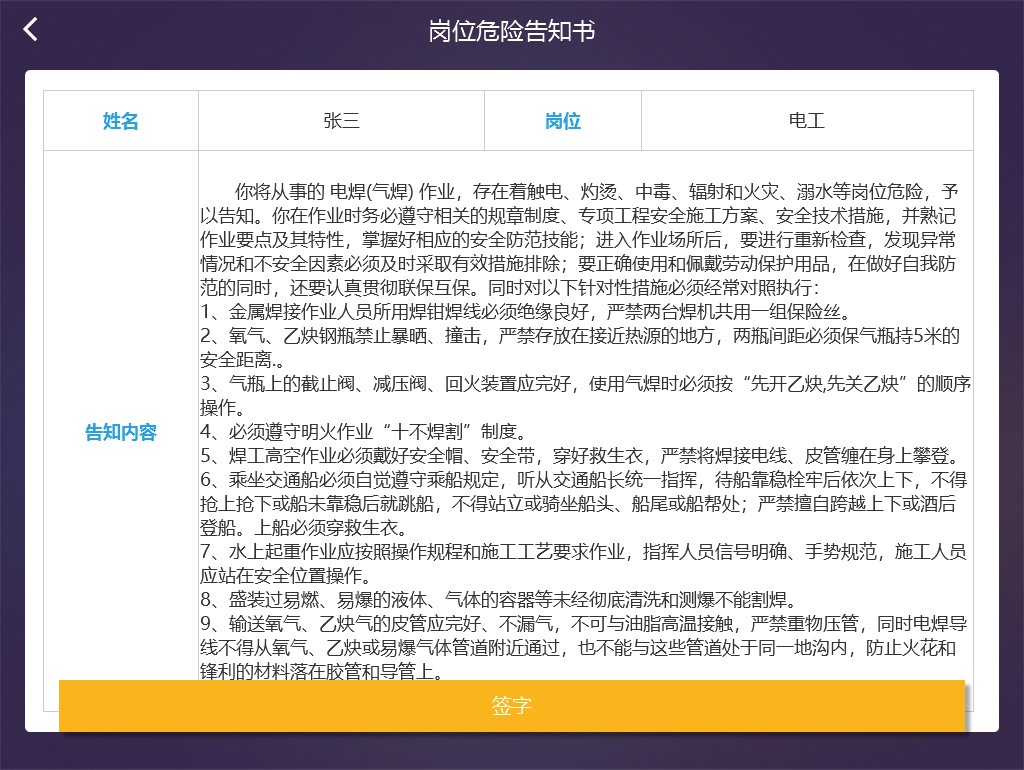 岗位危险告知书
姓名 张三 岗位 电工
告知内容
你将从事的 电焊(气焊) 作业，存在着触电、灼烫、中毒、辐射和火灾、溺水等岗位危险，予
以告知。你在作业时务必遵守相关的规章制度、专项工程安全施工方案、安全技术措施，并熟记
作业要点及其特性，掌握好相应的安全防范技能；进入作业场所后，要进行重新检查，发现异常
情况和不安全因素必须及时采取有效措施排除；要正确使用和佩戴劳动保护用品，在做好自我防
范的同时，还要认真贯彻联保互保。同时对以下针对性措施必须经常对照执行：
1、金属焊接作业人员所用焊钳焊线必须绝缘良好，严禁两台焊机共用一组保险丝。
2、氧气、乙炔钢瓶禁止暴晒、撞击，严禁存放在接近热源的地方，两瓶间距必须保气瓶持5米的
安全距离.。
3、气瓶上的截止阀、减压阀、回火装置应完好，使用气焊时必须按“先开乙炔,先关乙炔”的顺序
操作。
4、必须遵守明火作业“十不焊割”制度。
5、焊工高空作业必须戴好安全帽、安全带，穿好救生衣，严禁将焊接电线、皮管缠在身上攀登。
6、乘坐交通船必须自觉遵守乘船规定，听从交通船长统一指挥，待船靠稳栓牢后依次上下，不得
抢上抢下或船未靠稳后就跳船，不得站立或骑坐船头、船尾或船帮处；严禁擅自跨越上下或酒后
登船。上船必须穿救生衣。
7、水上起重作业应按照操作规程和施工工艺要求作业，指挥人员信号明确、手势规范，施工人员
应站在安全位置操作。
8、盛装过易燃、易爆的液体、气体的容器等未经彻底清洗和测爆不能割焊。
9、输送氧气、乙炔气的皮管应完好、不漏气，不可与油脂高温接触，严禁重物压管，同时电焊导
线不得从氧气、乙炔或易爆气体管道附近通过，也不能与这些管道处于同一地沟内，防止火花和
锋利的材料落在胶管和导管上。
签字